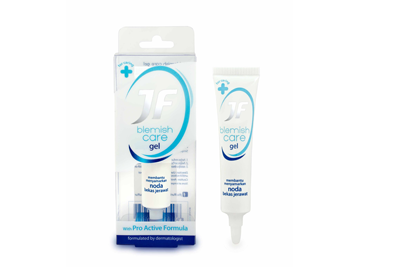 JF
blemish
care
gel
membantu
menyamarkan
noda
bekas jerawat
With Pro Active Formula
formulated by dermatologist
JF
blemish
care
gel
membantu
menyamarkan
noda
bekas jerawat